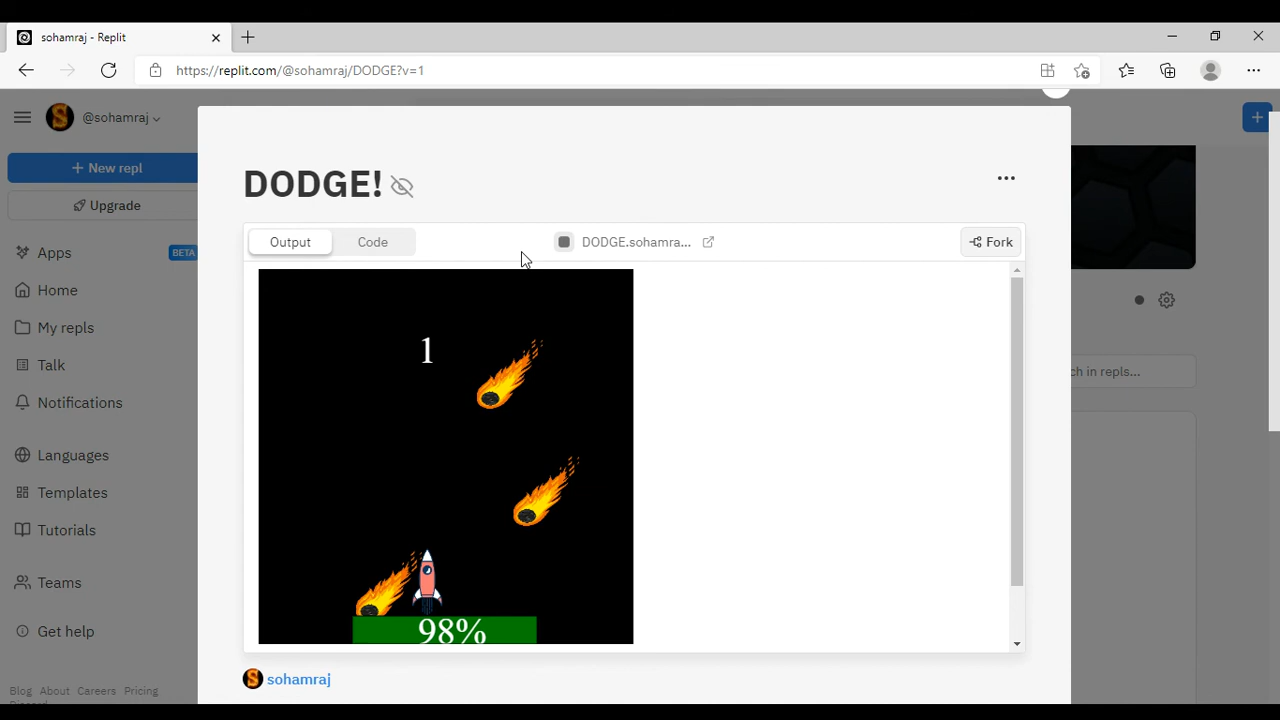 sohamraj - Replit
https://replit.com/@sohamraj/DODGE?v=1
@sohamraj
New repl
Upgrade
Apps
BETA
Home
My repls
Talk
Notifications
Languages
Templates
Tutorials
Teams
Get help
Blog About Careers Pricing
DODGE!
Output Code
DODGE.sohamra...
Fork
1
98%
sohamraj
ch in repls...